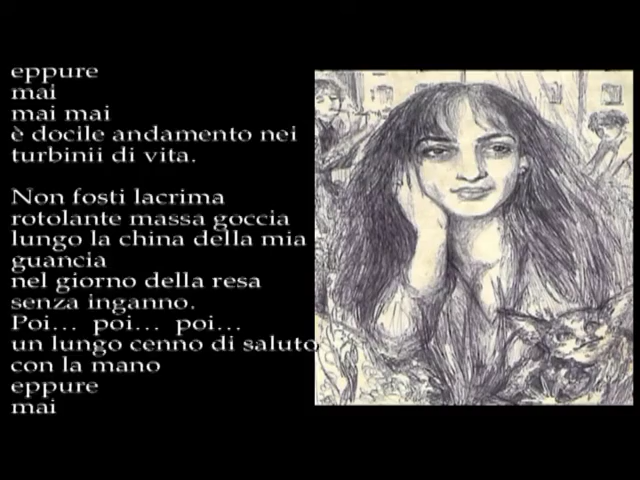 eppure
mai
mai mai
è docile andamento nei
turbinii di vita.
Non fosti lacrima
rotolante massa goccia
lungo la china della mia
guancia
nel giorno della resa
senza inganno.
Poi... poi... poi...
un lungo cenno di saluto
con la mano
eppure
mai